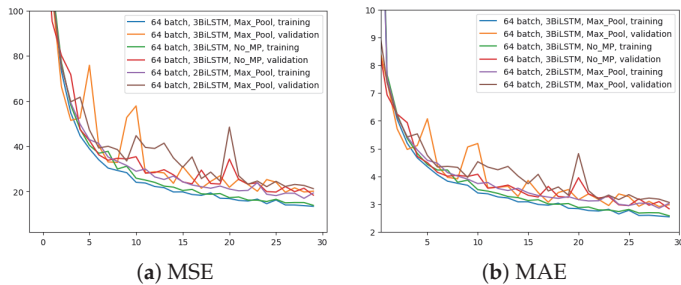 100
80
60
40
20
0
5
10
15
20
25
30
64 batch, 3BiLSTM, Max_Pool, training
64 batch, 3BiLSTM, Max_Pool, validation
64 batch, 3BiLSTM, No_MP, training
64 batch, 3BiLSTM, No_MP, validation
64 batch, 2BiLSTM, Max_Pool, training
64 batch, 2BiLSTM, Max_Pool, validation
(a) MSE
10
9
8
7
6
5
4
3
2
5
10
15
20
25
30
64 batch, 3BiLSTM, Max_Pool, training
64 batch, 3BiLSTM, Max_Pool, validation
64 batch, 3BiLSTM, No_MP, training
64 batch, 3BiLSTM, No_MP, validation
64 batch, 2BiLSTM, Max_Pool, training
64 batch, 2BiLSTM, Max_Pool, validation
(b) MAE